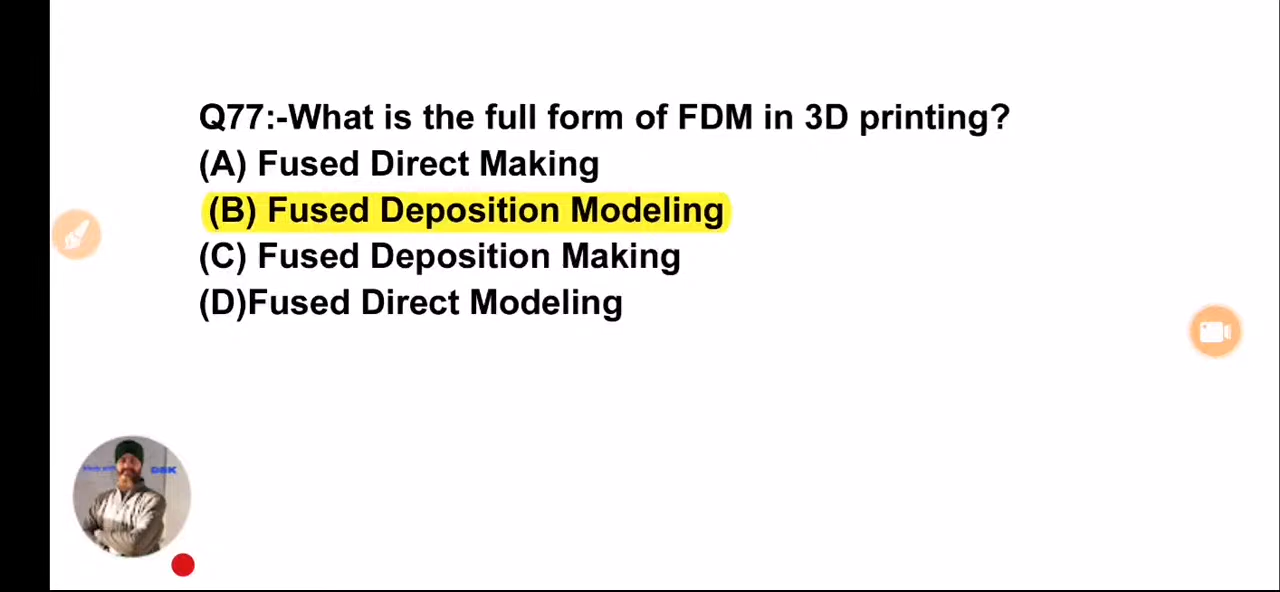 Q77:-What is the full form of FDM in 3D printing?
(A) Fused Direct Making
(B) Fused Deposition Modeling
(C) Fused Deposition Making
(D)Fused Direct Modeling
DSK